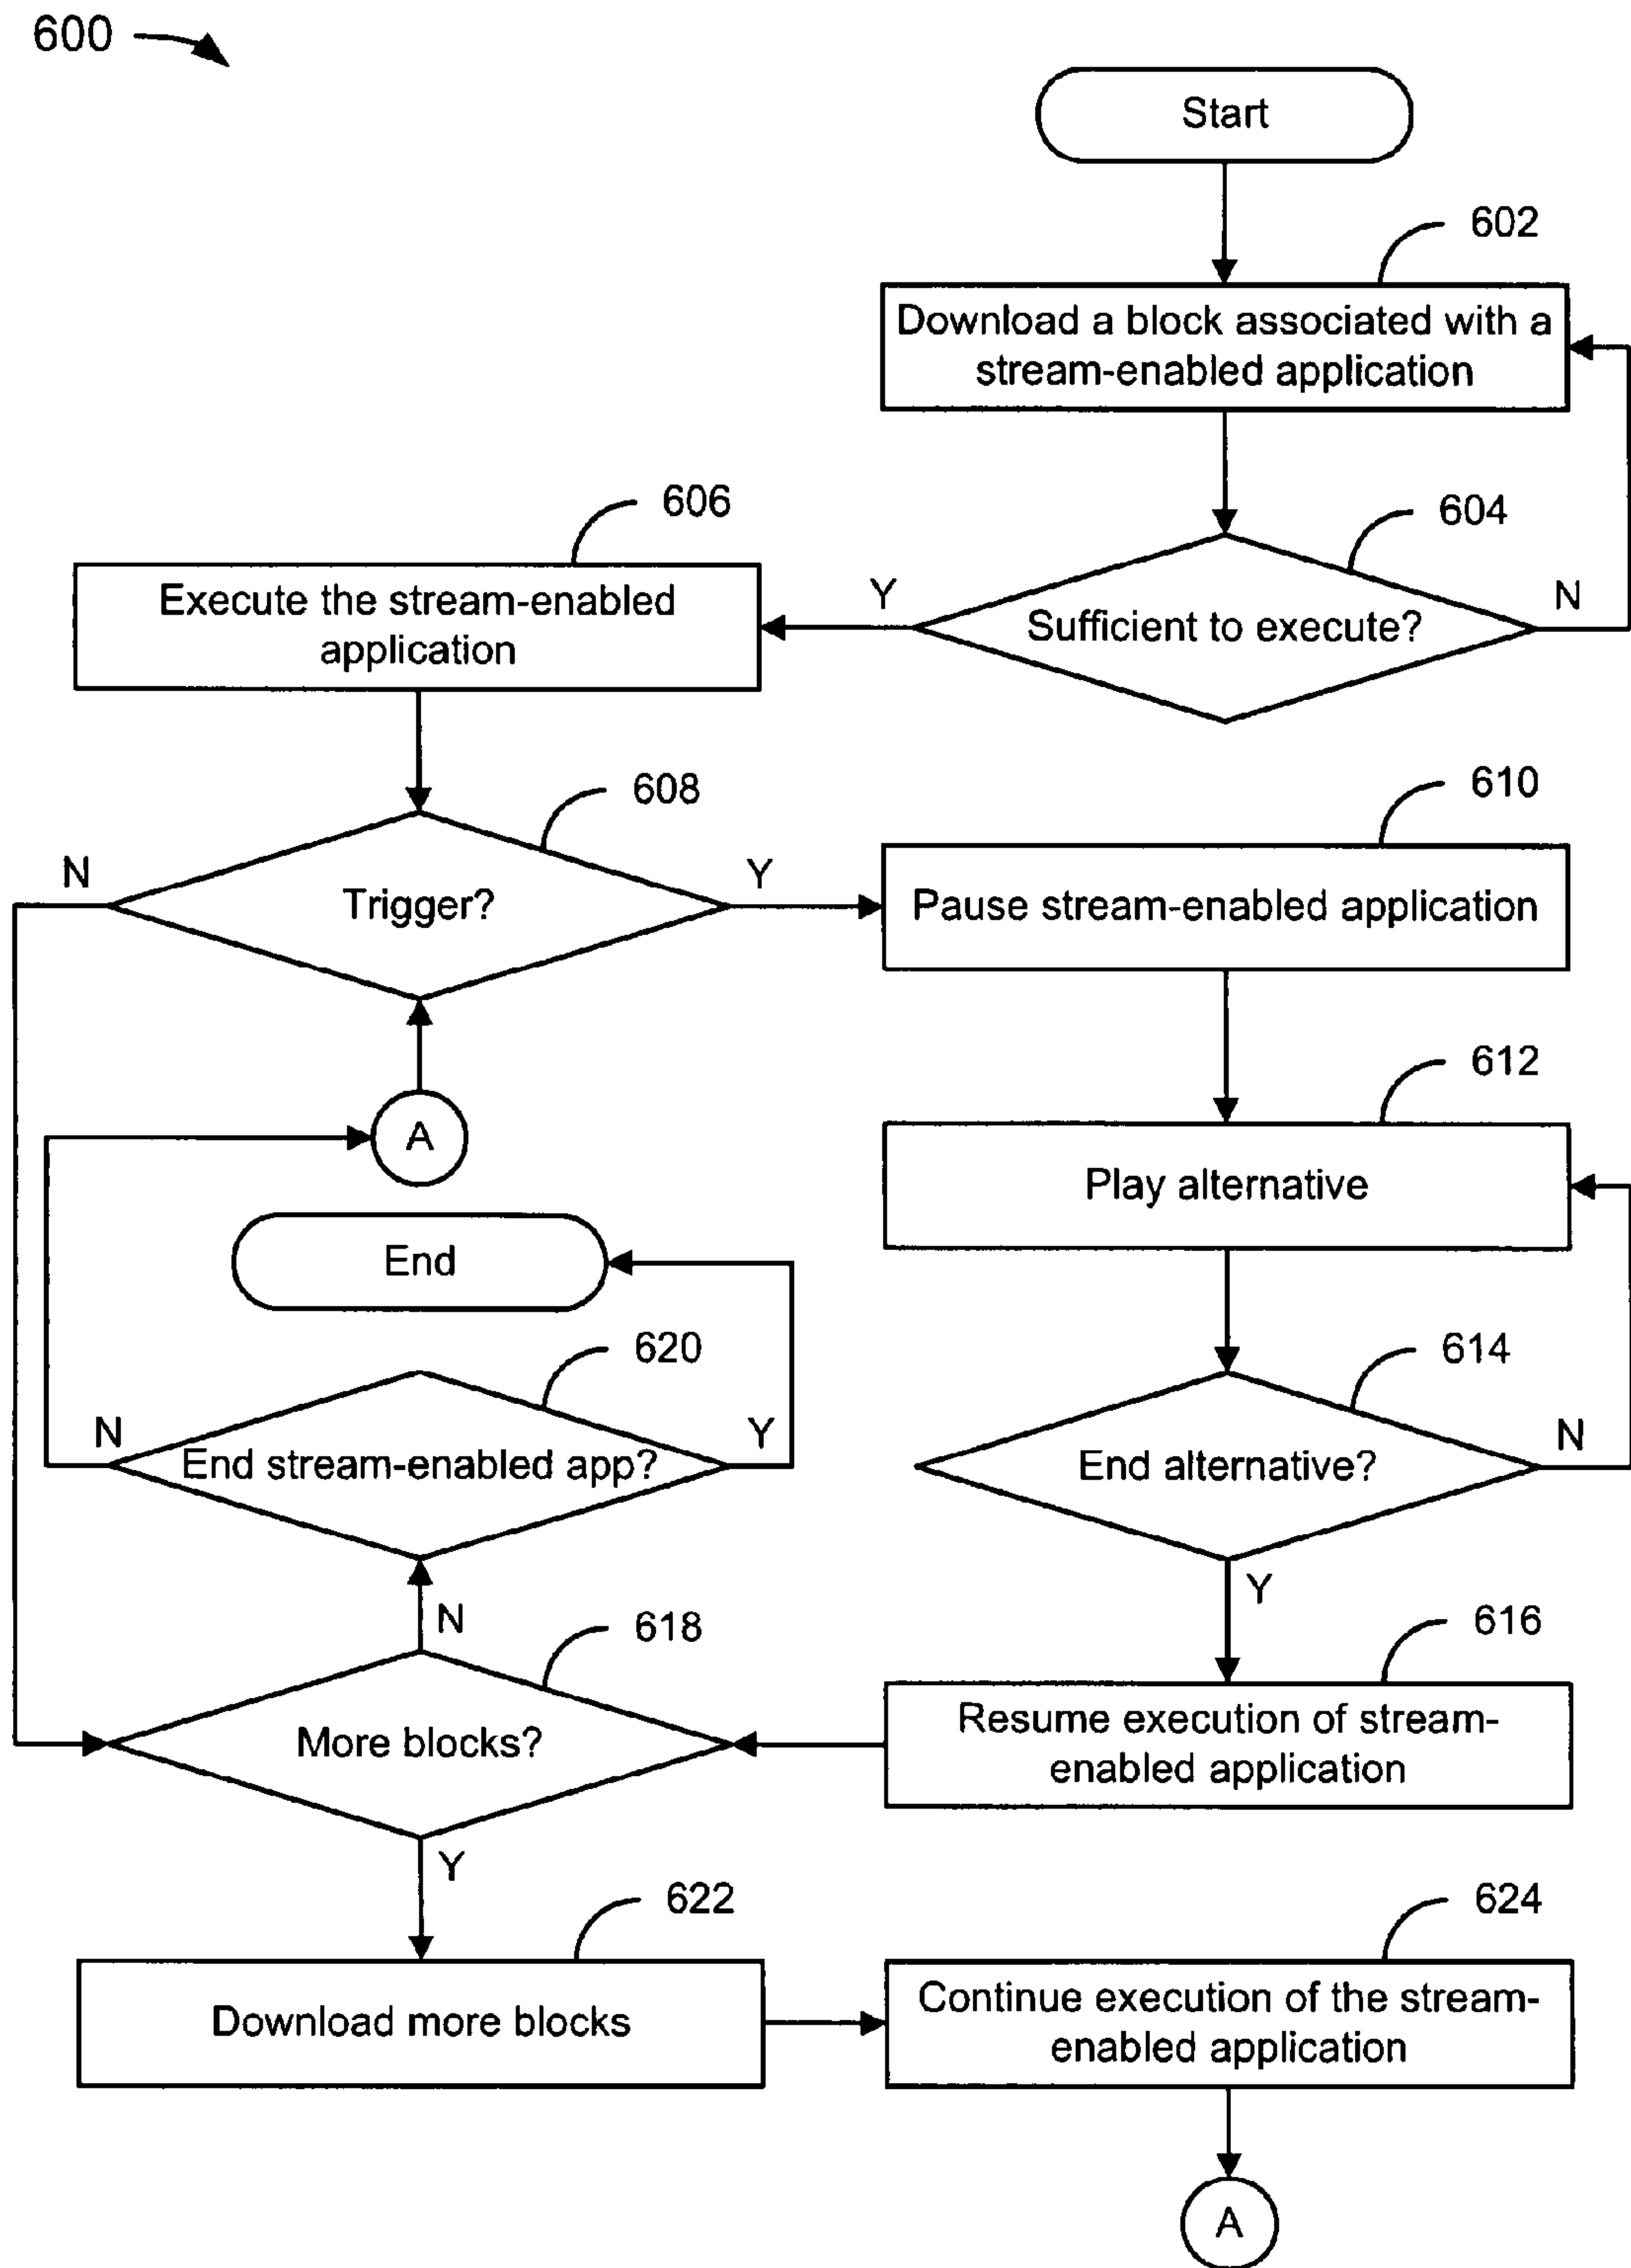 600
Start
602
Download a block associated with a
stream-enabled application
604
Sufficient to execute?
Y
N
606
Execute the stream-enabled
application
608
Trigger?
N
Y
610
Pause stream-enabled application
612
Play alternative
A
End
614
End alternative?
N
Y
620
End stream-enabled app?
N
Y
616
Resume execution of stream-
enabled application
618
More blocks?
N
Y
622
Download more blocks
624
Continue execution of the stream-
enabled application
A